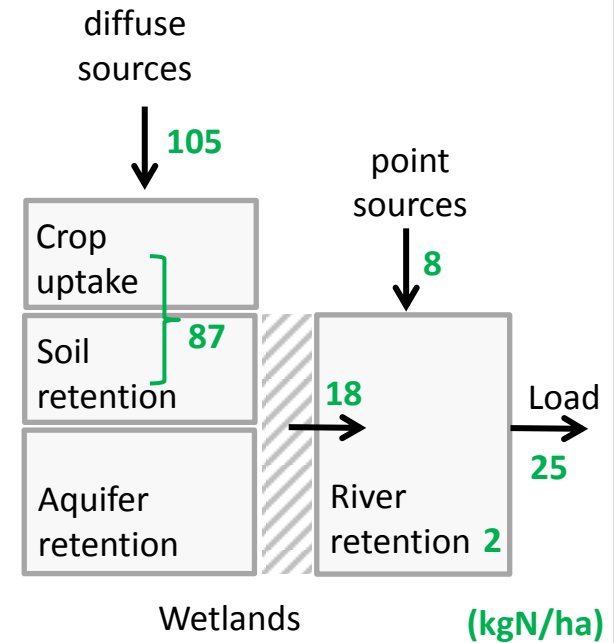 diffuse
sources
105
point
sources
8
Crop
uptake
87
Soil
retention
18
Load
25
Aquifer
retention
River
retention 2
Wetlands
(kgN/ha)